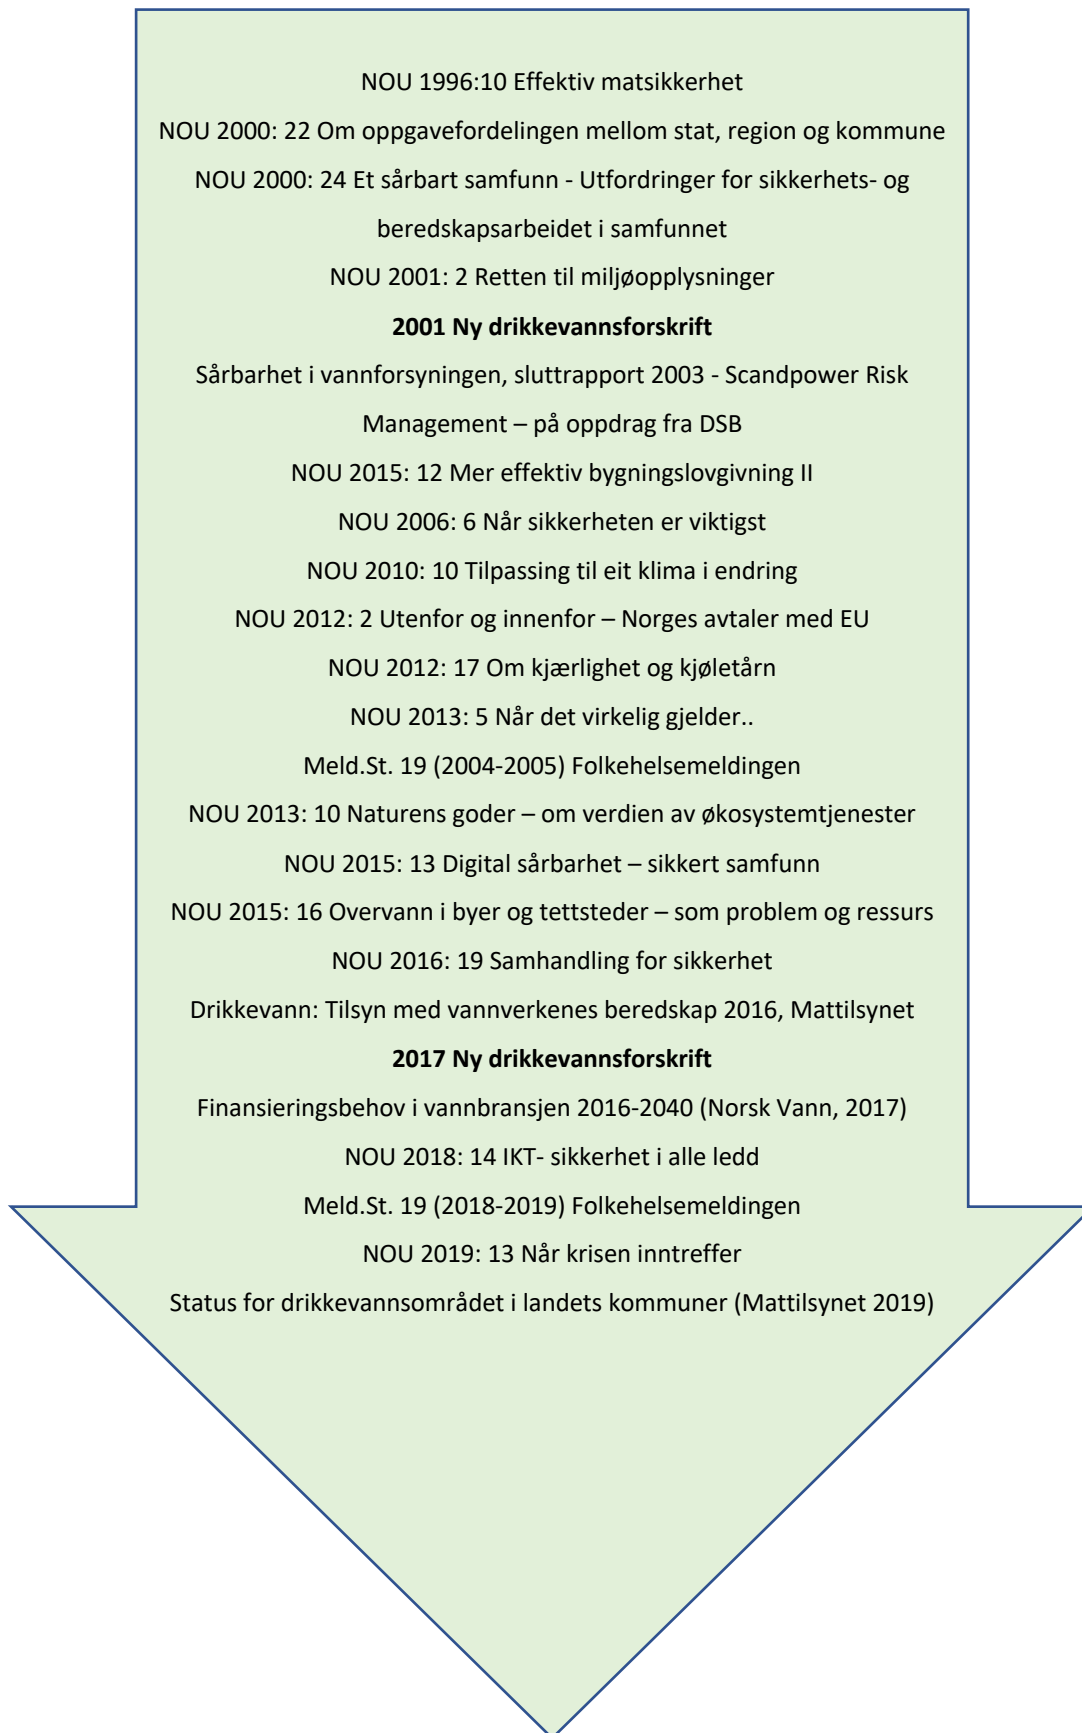 NOU 1996:10 Effektiv matsikkerhet
NOU 2000: 22 Om oppgavefordelingen mellom stat, region og kommune
NOU 2000: 24 Et sårbart samfunn - Utfordringer for sikkerhets- og
beredskapsarbeidet i samfunnet
NOU 2001: 2 Retten til miljøopplysninger
2001 Ny drikkevannsforskrift
Sårbarhet i vannforsyningen, sluttrapport 2003 - Scandpower Risk
Management – på oppdrag fra DSB
NOU 2015: 12 Mer effektiv bygningslovgivning II
NOU 2006: 6 Når sikkerheten er viktigst
NOU 2010: 10 Tilpassing til eit klima i endring
NOU 2012: 2 Utenfor og innenfor – Norges avtaler med EU
NOU 2012: 17 Om kjærlighet og kjøletårn
NOU 2013: 5 Når det virkelig gjelder..
Meld.St. 19 (2004-2005) Folkehelsemeldingen
NOU 2013: 10 Naturens goder – om verdien av økosystemtjenester
NOU 2015: 13 Digital sårbarhet – sikkert samfunn
NOU 2015: 16 Overvann i byer og tettsteder – som problem og ressurs
NOU 2016: 19 Samhandling for sikkerhet
Drikkevann: Tilsyn med vannverkenes beredskap 2016, Mattilsynet
2017 Ny drikkevannsforskrift
Finansieringsbehov i vannbransjen 2016-2040 (Norsk Vann, 2017)
NOU 2018: 14 IKT- sikkerhet i alle ledd
Meld.St. 19 (2018-2019) Folkehelsemeldingen
NOU 2019: 13 Når krisen inntreffer
Status for drikkevannsområdet i landets kommuner (Mattilsynet 2019)